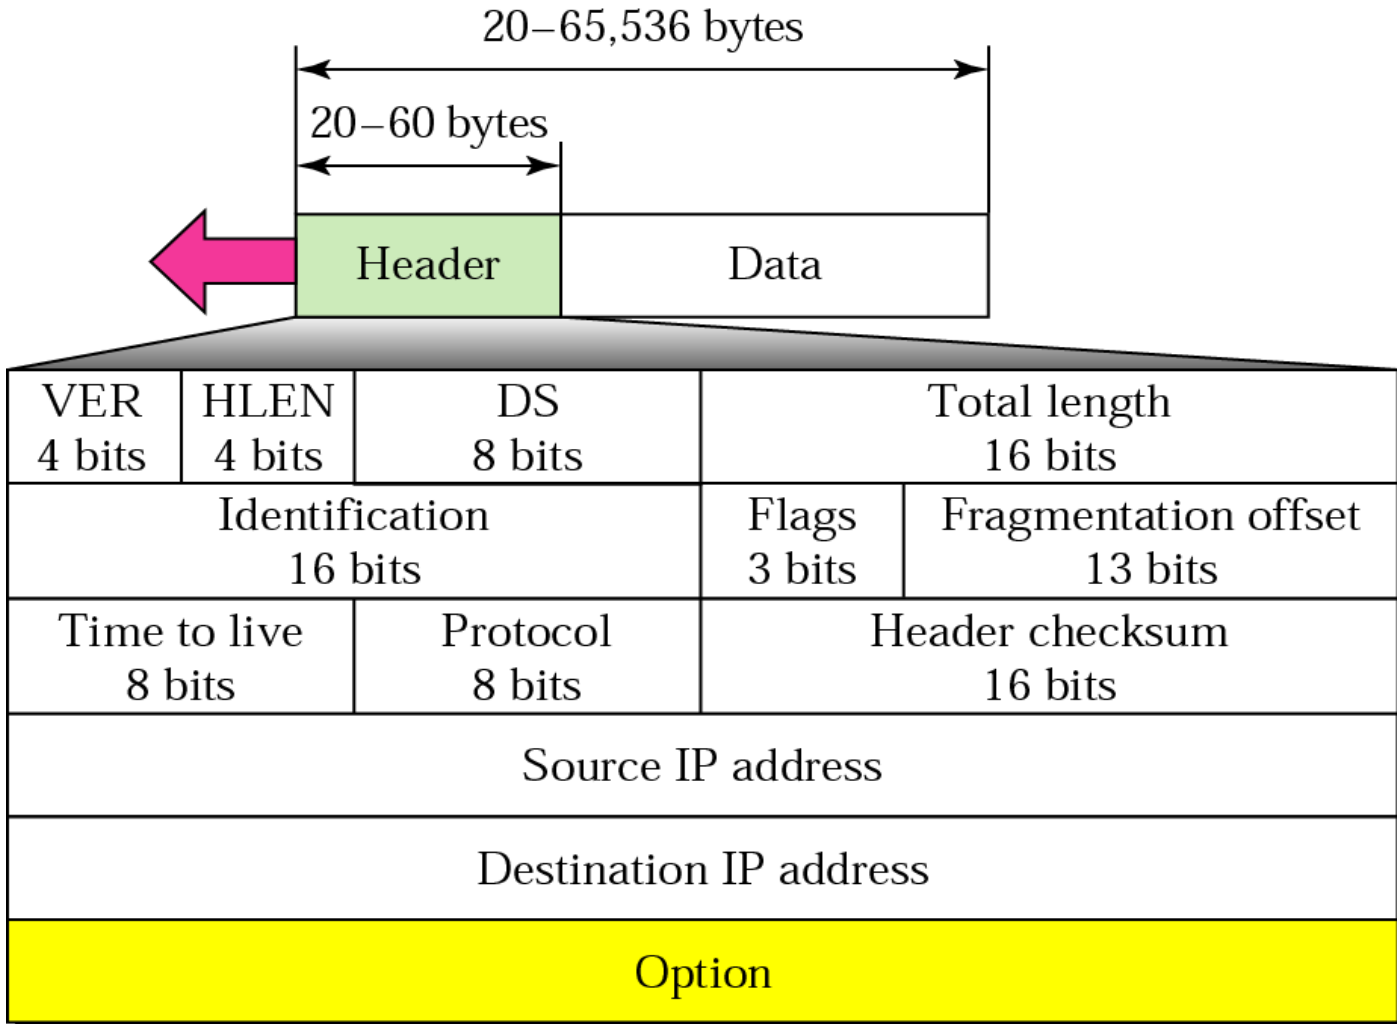 20–65,536 bytes
20–60 bytes
Header
Data
VER
4 bits
HLEN
4 bits
DS
8 bits
Total length
16 bits
Identification
16 bits
Flags
3 bits
Fragmentation offset
13 bits
Time to live
8 bits
Protocol
8 bits
Header checksum
16 bits
Source IP address
Destination IP address
Option